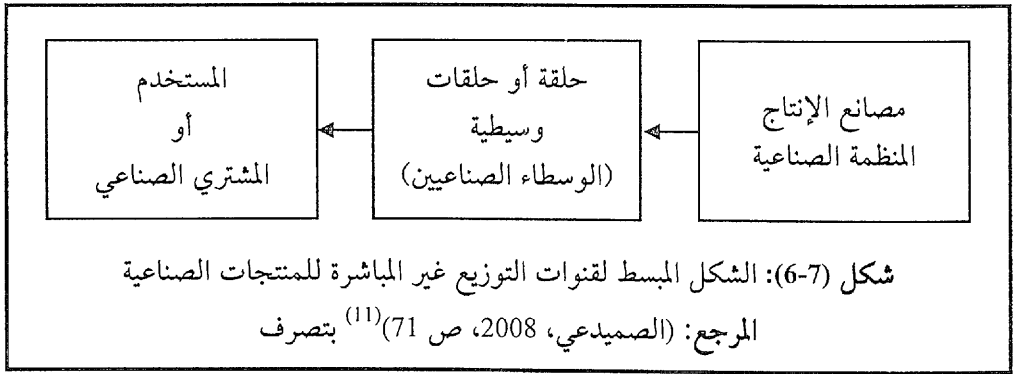 مصانع الإنتاج
المنظمة الصناعية
حلقة أو حلقات
وسيطية
(الوسطاء الصناعيين)
المستخدم
أو
المشتري الصناعي
شكل (7-6): الشكل المبسط لقنوات التوزيع غير المباشرة للمنتجات الصناعية
المرجع: (الصميدعي، 2008، ص 71)(11) بتصرف